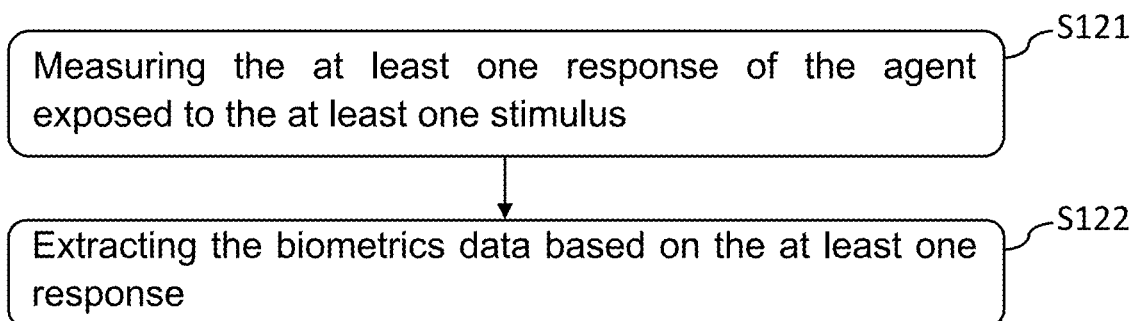 S121
Measuring the at least one response of the agent
exposed to the at least one stimulus
S122
Extracting the biometrics data based on the at least one
response